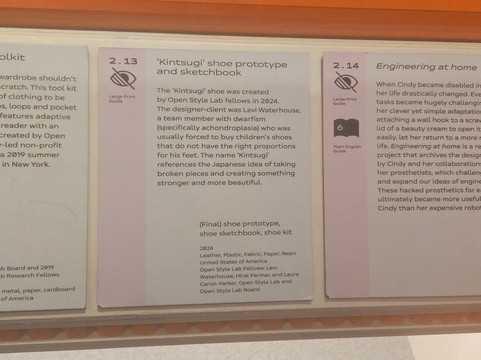 olkit
wardrobe shouldn't
scratch. This tool kit
of clothing to be
s, loops and pocket
features adaptive
reader with an
created by Open
-led non-profit
a 2019 summer
in New York.
b Board and 2019
b Research Fellows
metal, paper, cardboard
of America
2.13
Large Print
Guide
'Kintsugi' shoe prototype
and sketchbook
The 'Kintsugi' shoe was created
by Open Style Lab fellows in 2024.
The designer-client was Levi Waterhouse,
a team member with dwarfism
(specifically achondroplasia) who was
usually forced to buy children's shoes
that do not have the right proportions
for his feet. The name 'Kintsugi'
references the Japanese idea of taking
broken pieces and creating something
stronger and more beautiful.
(Final) shoe prototype,
shoe sketchbook, shoe kit
2024
Leather, Plastic, Fabric; Paper; Resin
United States of America
Open Style Lab Fellows: Levi
Waterhouse, Hiral Parmar, and Laura
Caron-Parker, Open Style Lab and
Open Style Lab Board
2.14
Large Print
Guide
6
Plain English
Guide
Engineering at home
When Cindy became disabled in
her life drastically changed. Eve
tasks became hugely challenging
her clever yet simple adaptation
attaching a wall hook to a screw
lid of a beauty cream to open it
easily, let her return to a more
life. Engineering at home is a re
project that archives the design
by Cindy and her collaboration
her prosthetists, which challen
and expand our ideas of engine
These hacked prosthetics for e
ultimately became more useful
Cindy than her expensive robot